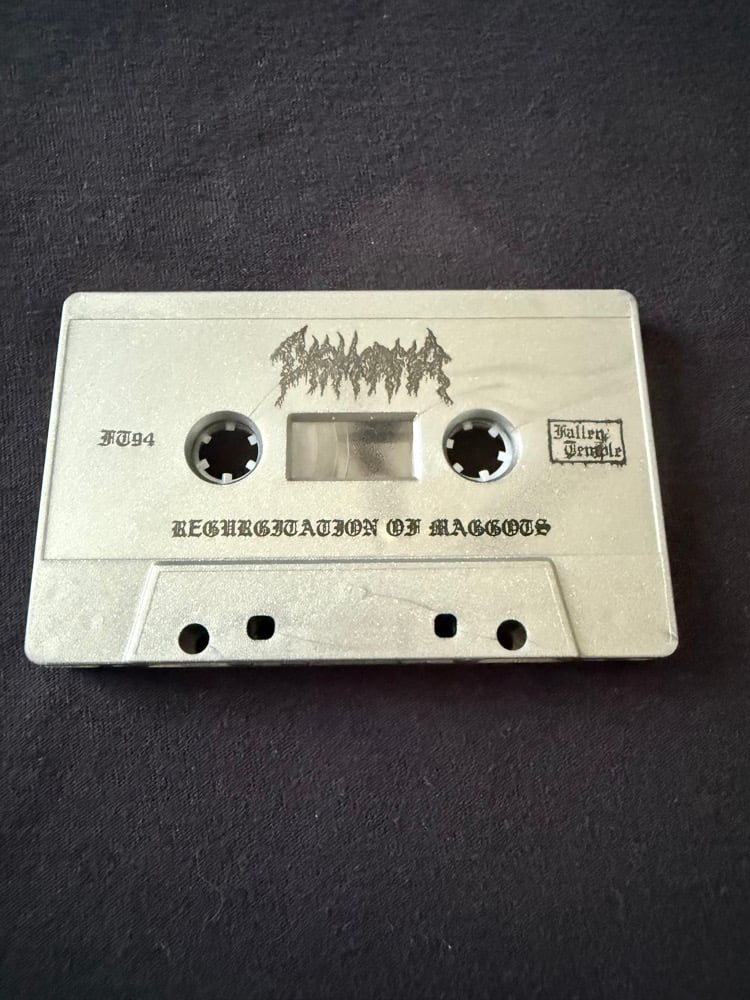 FT94
Fallen
Temple
REGURGITATION OF MAGGOTS